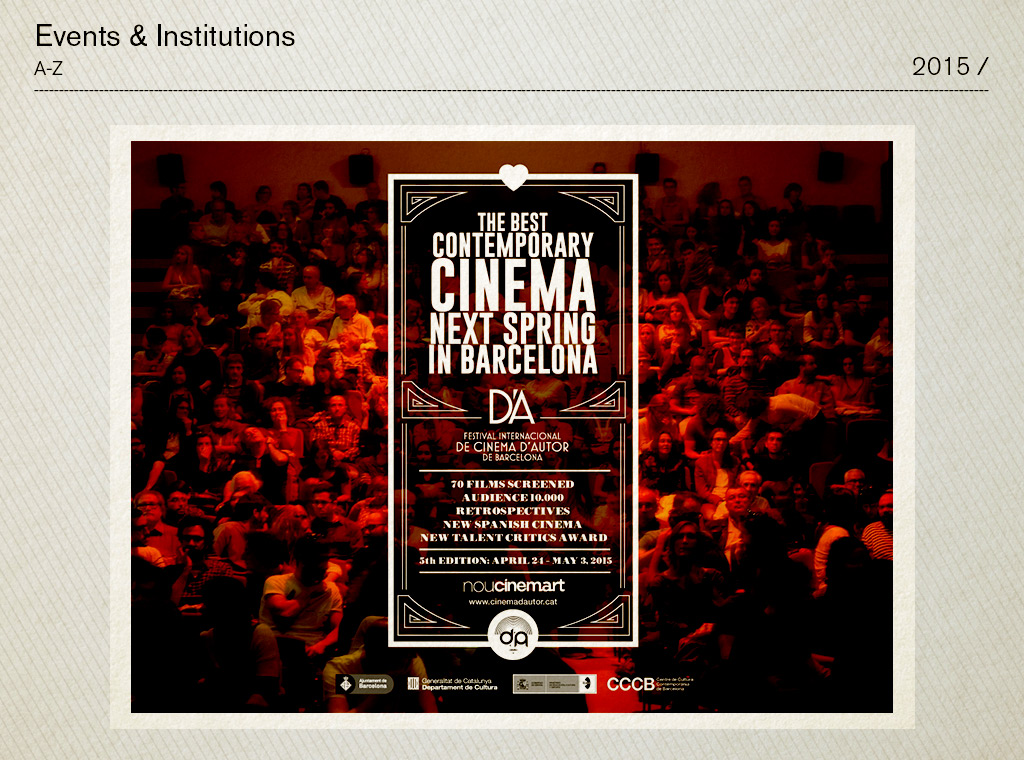 Events & Institutions
A-Z
2015 /
THE BEST
CONTEMPORARY
CINEMA
NEXT SPRING
IN BARCELONA
D'A
FESTIVAL INTERNACIONAL
DE CINEMA D'AUTOR
DE BARCELONA
70 FILMS SCREENED
AUDIENCE 10.000
RETROSPECTIVES
NEW SPANISH CINEMA
NEW TALENT CRITICS AWARD
5th EDITION: APRIL 24 - MAY 3, 2015
noucinemart
www.cinemadautor.cat
da
Ajuntament de
Barcelona
Generalitat de Catalunya
Departament de Cultura
CCCB
Centre de Cultura
Contemporània
de Barcelona